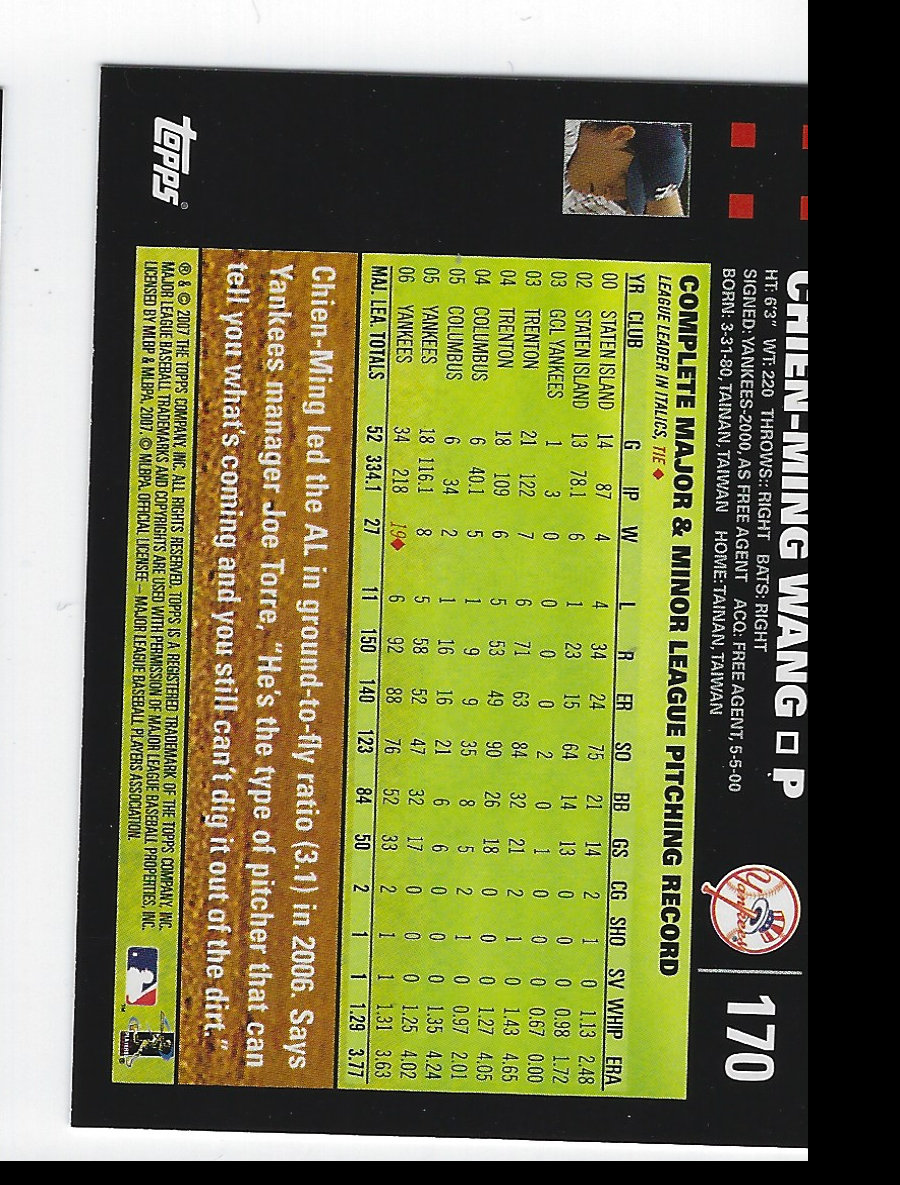 CHIEN-MING WANG P
170
HT: 6'3" WT: 220 THROWS:: RIGHT BATS: RIGHT
SIGNED: YANKEES-2000, AS FREE AGENT ACQ: FREE AGENT, 5-5-00
BORN: 3-31-80, TAINAN, TAIWAN HOME: TAINAN, TAIWAN
Yankees
COMPLETE MAJOR & MINOR LEAGUE PITCHING RECORD
LEAGUE LEADER IN ITALICS, TIE ♦
YR CLUB G IP W L R ER SO BB GS CG SHO SV WHIP ERA
00 STATEN ISLAND 14 87 4 4 34 24 75 21 14 2 1 0 1.13 2.48
02 STATEN ISLAND 13 78.1 6 1 23 15 64 14 13 0 0 0 0.98 1.72
03 GCL YANKEES 1 3 0 0 0 0 2 0 1 0 0 0 0.67 0.00
03 TRENTON 21 122 7 6 71 63 84 32 21 2 1 0 1.43 4.65
04 TRENTON 18 109 6 5 53 49 90 26 18 0 0 0 1.27 4.05
04 COLUMBUS 6 40.1 5 1 9 9 35 8 5 2 1 0 0.97 2.01
05 COLUMBUS 6 34 2 1 16 16 21 6 6 0 0 0 1.35 4.24
05 YANKEES 18 116.1 8 5 58 52 47 32 17 0 0 0 1.25 4.02
06 YANKEES 34 218 19♦ 6 92 88 76 52 33 2 1 1 1.31 3.63
MAJ. LEA. TOTALS 52 334.1 27 11 150 140 123 84 50 2 1 1 1.29 3.77
Chien-Ming led the AL in ground-to-fly ratio (3.1) in 2006. Says
Yankees manager Joe Torre, "He's the type of pitcher that can
tell you what's coming and you still can't dig it out of the dirt."
® & © 2007 THE TOPPS COMPANY, INC. ALL RIGHTS RESERVED. TOPPS IS A REGISTERED TRADEMARK OF THE TOPPS COMPANY, INC.
MAJOR LEAGUE BASEBALL TRADEMARKS AND COPYRIGHTS ARE USED WITH PERMISSION OF MAJOR LEAGUE BASEBALL PROPERTIES, INC.
LICENSED BY MLBP & MLBPA, 2007. © MLBPA. OFFICIAL LICENSEE – MAJOR LEAGUE BASEBALL PLAYERS ASSOCIATION.
topps®